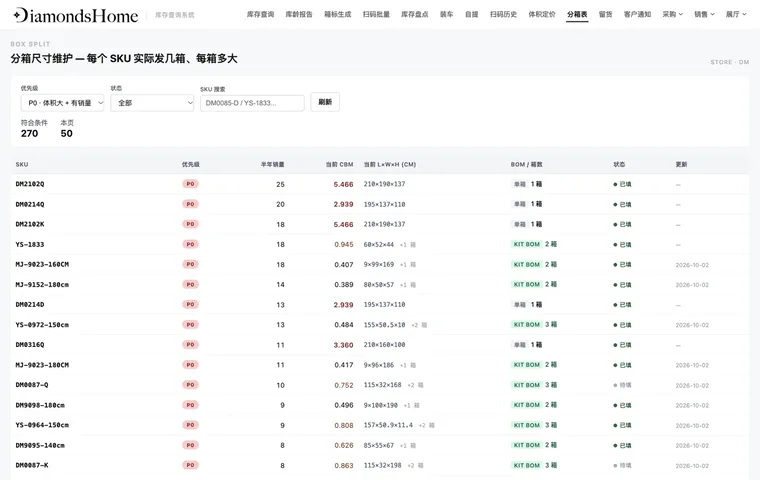 DiamondsHome 库存查询系统 库存查询 库龄报告 箱标生成 扫码调货 库存盘点 装车 自提 扫码历史 体积定价 分箱表 留货 客户通知 采购 销售 展厅
BOX SPLIT
分箱尺寸维护 — 每个 SKU 实际发几箱、每箱多大
STORE · DM
优先级 状态 SKU 搜索
P0 · 体积大 + 有销量 全部 DM0085-D / YS-1833... 刷新
符合条件 本页
270 50
SKU 优先级 半年销量 当前 CBM 当前 L×W×H (CM) BOM / 箱数 状态 更新
DM2102Q P0 25 5.466 210×190×137 单箱 1 箱 已填 —
DM0214Q P0 20 2.939 195×137×110 单箱 1 箱 已填 —
DM2102K P0 18 5.466 210×190×137 单箱 1 箱 已填 —
YS-1833 P0 18 0.945 60×52×44 +1 箱 KIT BOM 2 箱 已填 —
MJ-9023-160CM P0 18 0.407 9×99×169 +1 箱 KIT BOM 2 箱 已填 2026-10-02
MJ-9152-180cm P0 14 0.389 80×50×57 +1 箱 KIT BOM 2 箱 已填 2026-10-02
DM0214D P0 13 2.939 195×137×110 单箱 1 箱 已填 —
YS-0972-150cm P0 13 0.484 155×50.5×10 +2 箱 KIT BOM 3 箱 已填 2026-10-02
DM0316Q P0 11 3.360 210×160×100 单箱 1 箱 已填 —
MJ-9023-180CM P0 11 0.417 9×96×186 +1 箱 KIT BOM 2 箱 已填 2026-10-02
DM0087-Q P0 10 0.752 115×32×168 +2 箱 KIT BOM 3 箱 待填 2026-10-02
DM9098-180cm P0 9 0.496 9×100×190 +1 箱 KIT BOM 2 箱 已填 2026-10-02
YS-0964-150cm P0 9 0.808 157×50.9×11.4 +2 箱 KIT BOM 3 箱 已填 2026-10-02
DM9095-140cm P0 8 0.626 85×55×67 +1 箱 KIT BOM 2 箱 已填 2026-10-02
DM0087-K P0 8 0.863 115×32×198 +2 箱 KIT BOM 3 箱 待填 2026-10-02